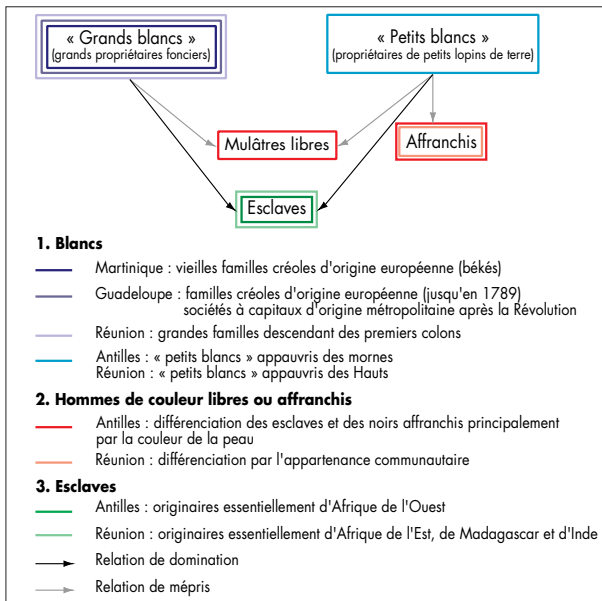 « Grands blancs »
(grands propriétaires fonciers)
« Petits blancs »
(propriétaires de petits lopins de terre)
Mulâtres libres
Affranchis
Esclaves
1. Blancs
Martinique : vieilles familles créoles d'origine européenne (békés)
Guadeloupe : familles créoles d'origine européenne (jusqu'en 1789)
sociétés à capitaux d'origine métropolitaine après la Révolution
Réunion : grandes familles descendant des premiers colons
Antilles : « petits blancs » appauvris des mornes
Réunion : « petits blancs » appauvris des Hauts
2. Hommes de couleur libres ou affranchis
Antilles : différenciation des esclaves et des noirs affranchis principalement
par la couleur de la peau
Réunion : différenciation par l'appartenance communautaire
3. Esclaves
Antilles : originaires essentiellement d'Afrique de l'Ouest
Réunion : originaires essentiellement d'Afrique de l'Est, de Madagascar et d'Inde
Relation de domination
Relation de mépris